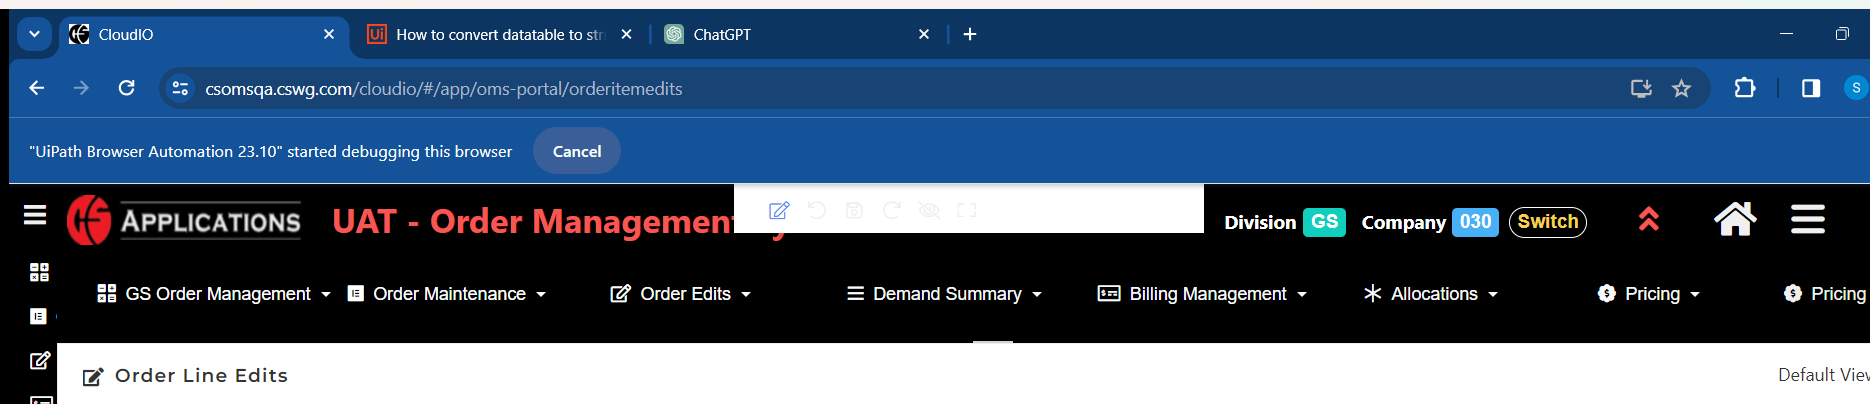 CloudIO
How to convert datatable to str
ChatGPT
csomsqa.cswg.com/cloudio/#/app/oms-portal/orderitemedits
S
"UiPath Browser Automation 23.10" started debugging this browser
Cancel
APPLICATIONS
UAT - Order Management
Division GS Company 030 Switch
GS Order Management
Order Maintenance
Order Edits
Demand Summary
Billing Management
Allocations
Pricing
Pricing
Order Line Edits
Default View